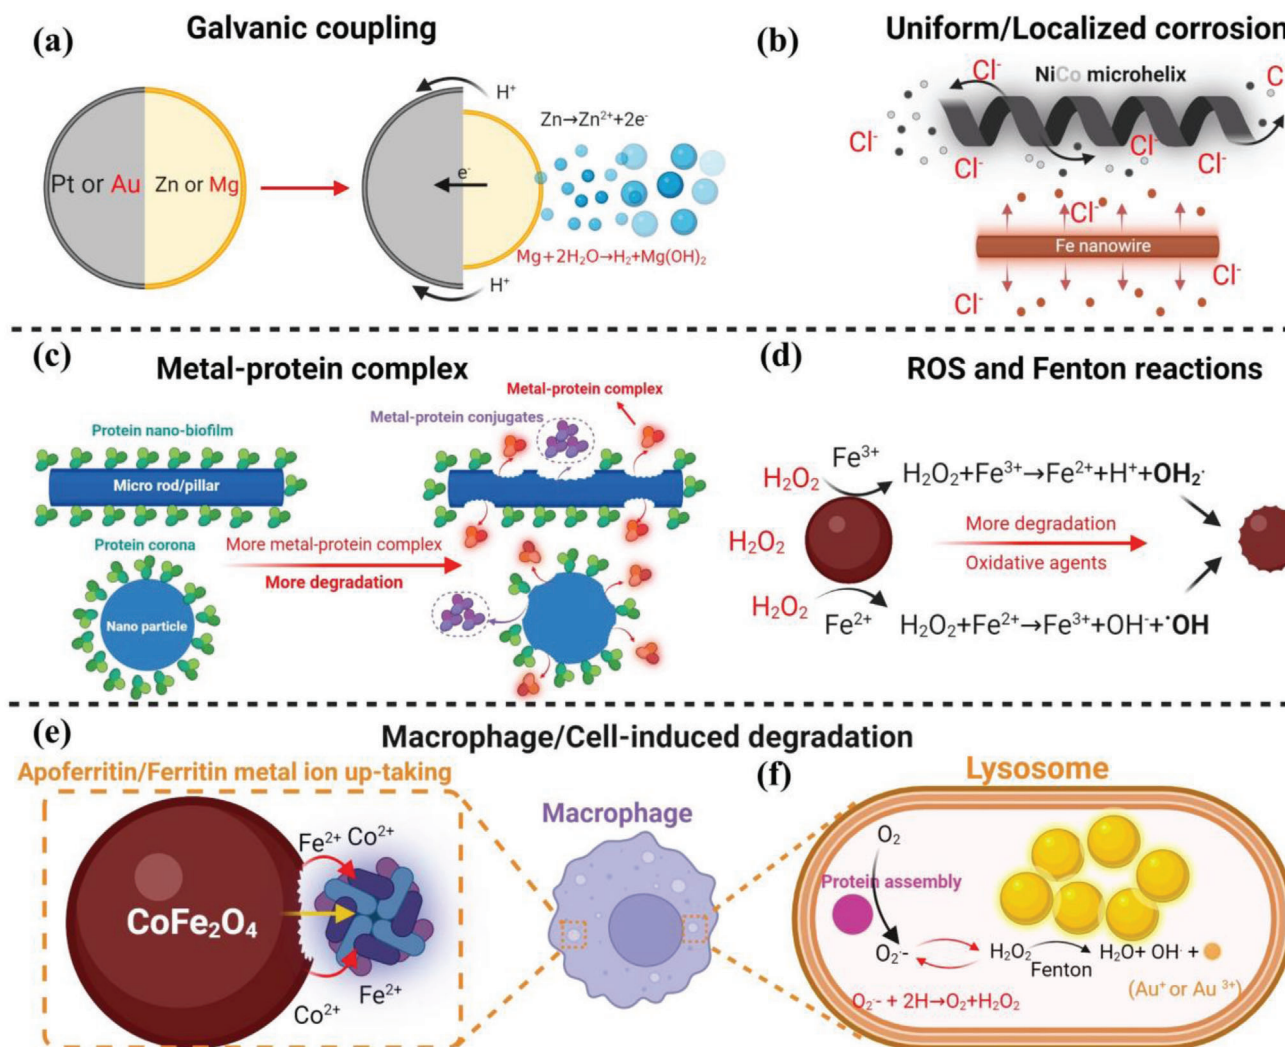 (a)
Galvanic coupling
Pt or Au
Zn or Mg
H⁺
Zn→Zn²⁺+2e⁻
e⁻
Mg+2H₂O→H₂+Mg(OH)₂
H⁺
(b)
Uniform/Localized corrosion
Cl⁻
NiCo microhelix
C
Cl⁻
Cl⁻
Cl⁻
Cl⁻
Cl⁻
Fe nanowire
Cl⁻
Cl⁻
(c)
Metal-protein complex
Metal-protein complex
Metal-protein conjugates
Protein nano-biofilm
Micro rod/pillar
Protein corona
More metal-protein complex
More degradation
Nano particle
(d)
ROS and Fenton reactions
Fe³⁺
H₂O₂
H₂O₂+Fe³⁺→Fe²⁺+H⁺+OH₂·
H₂O₂
More degradation
Oxidative agents
H₂O₂
Fe²⁺
H₂O₂+Fe²⁺→Fe³⁺+OH⁻+·OH
(e)
Macrophage/Cell-induced degradation
Apoferritin/Ferritin metal ion up-taking
Fe²⁺ Co²⁺
CoFe₂O₄
Fe²⁺
Co²⁺
Macrophage
(f)
Lysosome
O₂
Protein assembly
O₂·-
H₂O₂
Fenton
H₂O+ OH· +
(Au⁺ or Au ³⁺)
O₂·- + 2H→O₂+H₂O₂